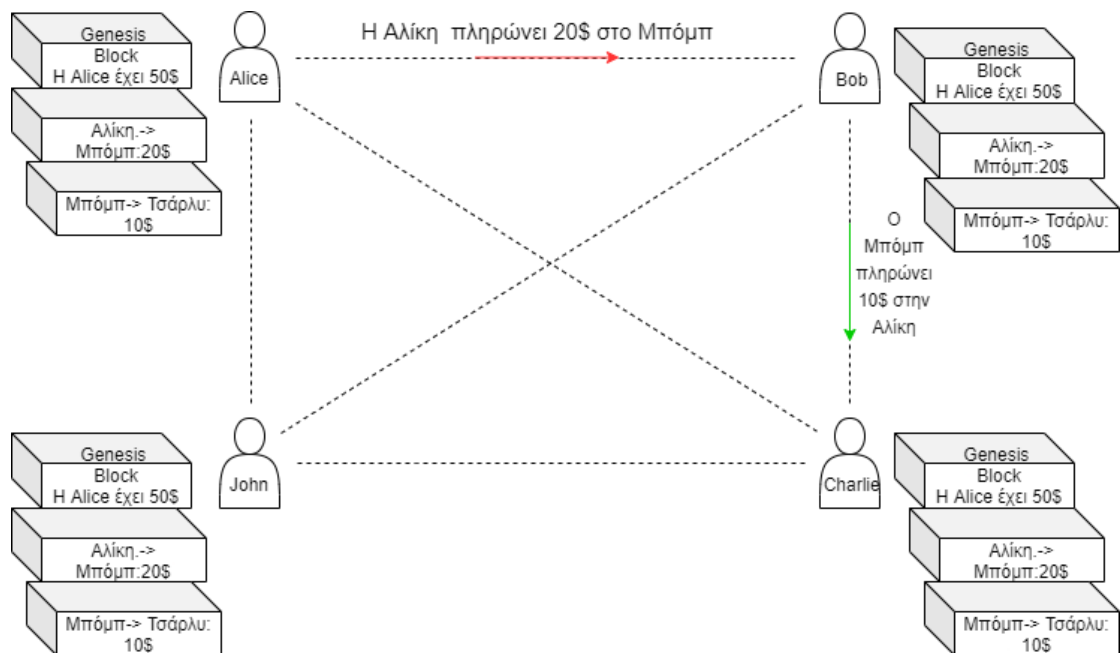 Η Αλίκη  πληρώνει 20$ στο Μπόμπ
Genesis
Block
Η Alice έχει 50$
Αλίκη.->
Μπόμπ:20$
Μπόμπ-> Τσάρλυ:
10$
Alice
Bob
Genesis
Block
Η Alice έχει 50$
Αλίκη.->
Μπόμπ:20$
Μπόμπ-> Τσάρλυ:
10$
Ο
Μπόμπ
πληρώνει
10$ στην
Αλίκη
Genesis
Block
Η Alice έχει 50$
Αλίκη.->
Μπόμπ:20$
Μπόμπ-> Τσάρλυ:
10$
John
Charlie
Genesis
Block
Η Alice έχει 50$
Αλίκη.->
Μπόμπ:20$
Μπόμπ-> Τσάρλυ:
10$